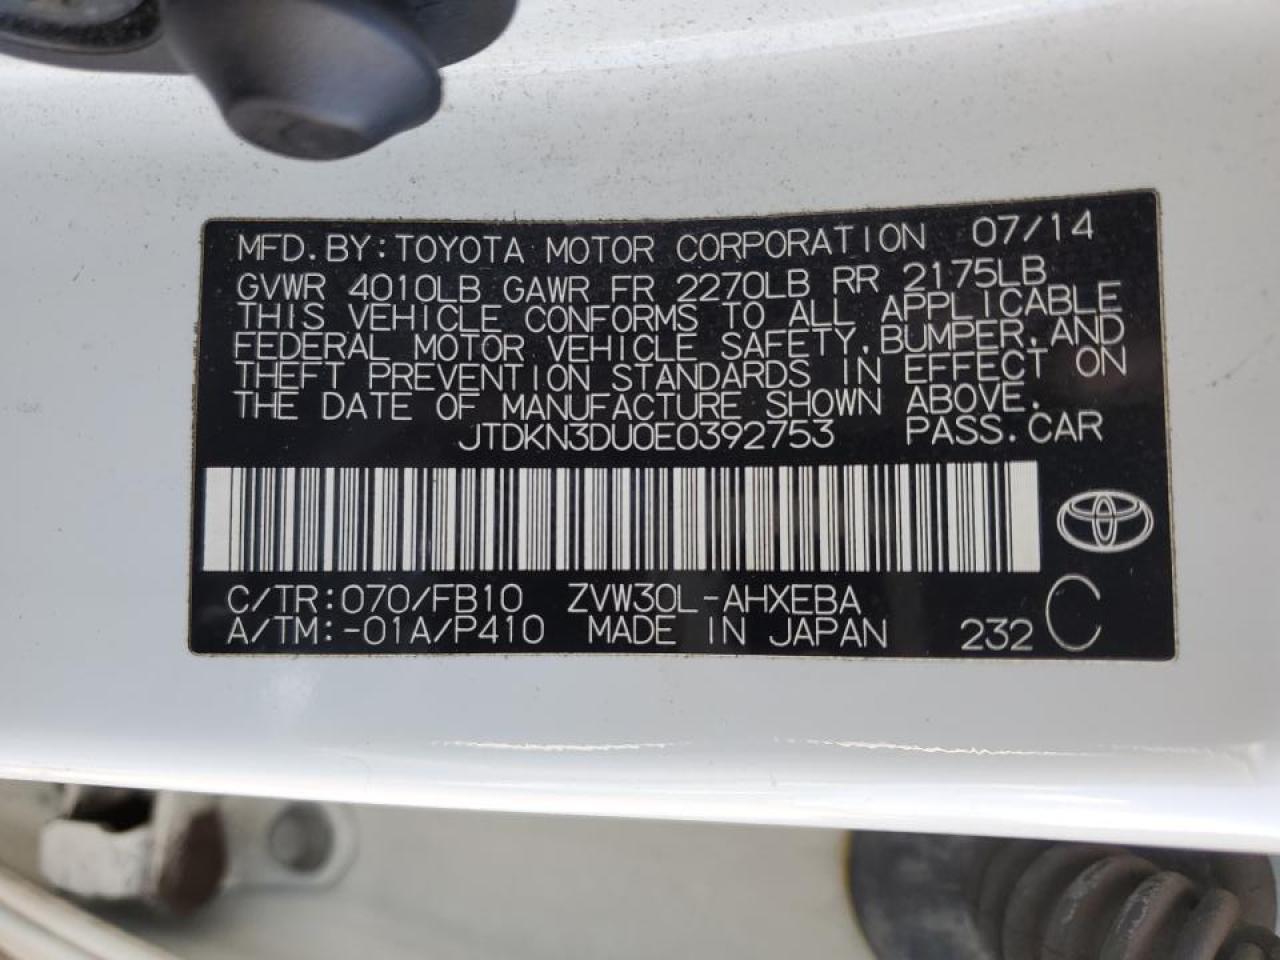 MFD. BY: TOYOTA MOTOR CORPORATION 07/14
GVWR 4010LB GAWR FR 2270LB RR 2175LB
THIS VEHICLE CONFORMS TO ALL APPLICABLE
FEDERAL MOTOR VEHICLE SAFETY, BUMPER, AND
THEFT PREVENTION STANDARDS IN EFFECT ON
THE DATE OF MANUFACTURE SHOWN ABOVE.
JTDKN3DU0E0392753 PASS. CAR
C/TR: 070/FB10 ZVW30L-AHXEBA
A/TM: -01A/P410 MADE IN JAPAN 232 C